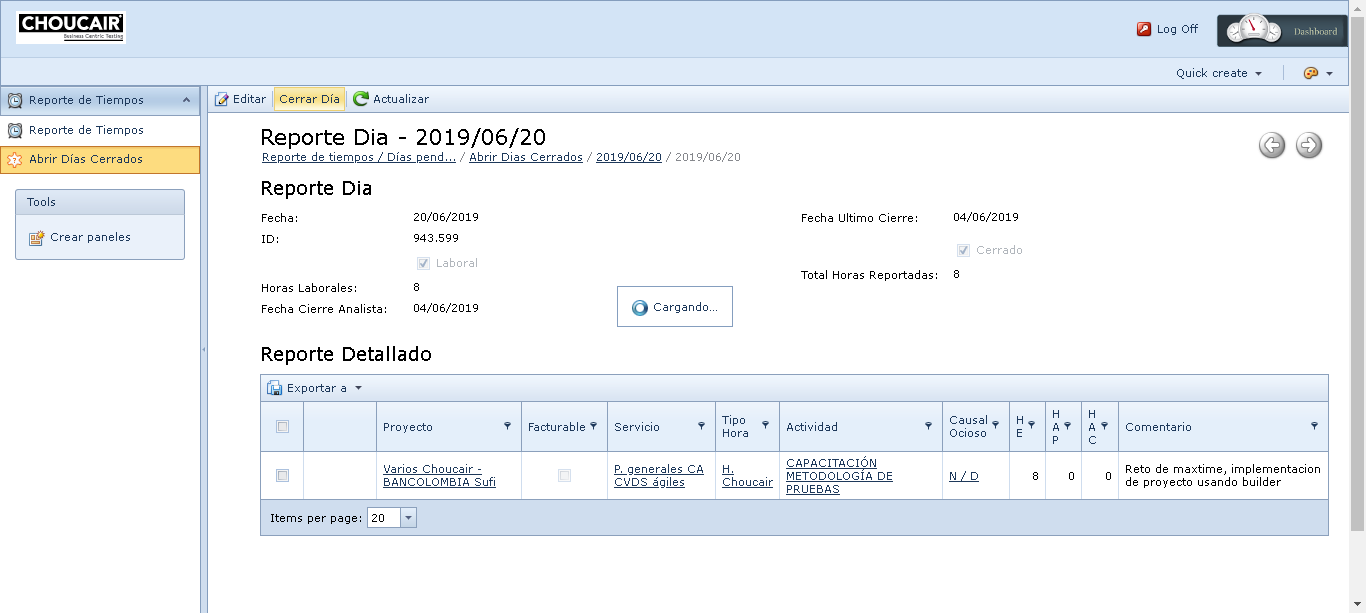 CHOUCAIR
Business Centric Testing
Log Off
Dashboard
Quick create
Reporte de Tiempos
Reporte de Tiempos
Abrir Días Cerrados
Tools
Crear paneles
Editar
Cerrar Día
Actualizar
Reporte Dia - 2019/06/20
Reporte de tiempos / Días pend... / Abrir Dias Cerrados / 2019/06/20 / 2019/06/20
Reporte Dia
Fecha: 20/06/2019
Fecha Ultimo Cierre: 04/06/2019
ID: 943.599
Cerrado
Laboral
Total Horas Reportadas: 8
Horas Laborales: 8
Fecha Cierre Analista: 04/06/2019
Cargando...
Reporte Detallado
Exportar a
Proyecto
Facturable
Servicio
Tipo
Hora
Actividad
Causal
Ocioso
H
E
H
A
P
H
A
C
Comentario
Varios Choucair -
BANCOLOMBIA Sufi
P. generales CA
CVDS ágiles
H.
Choucair
CAPACITACIÓN
METODOLOGÍA DE
PRUEBAS
N / D
8
0
0
Reto de maxtime, implementacion
de proyecto usando builder
Items per page: 20